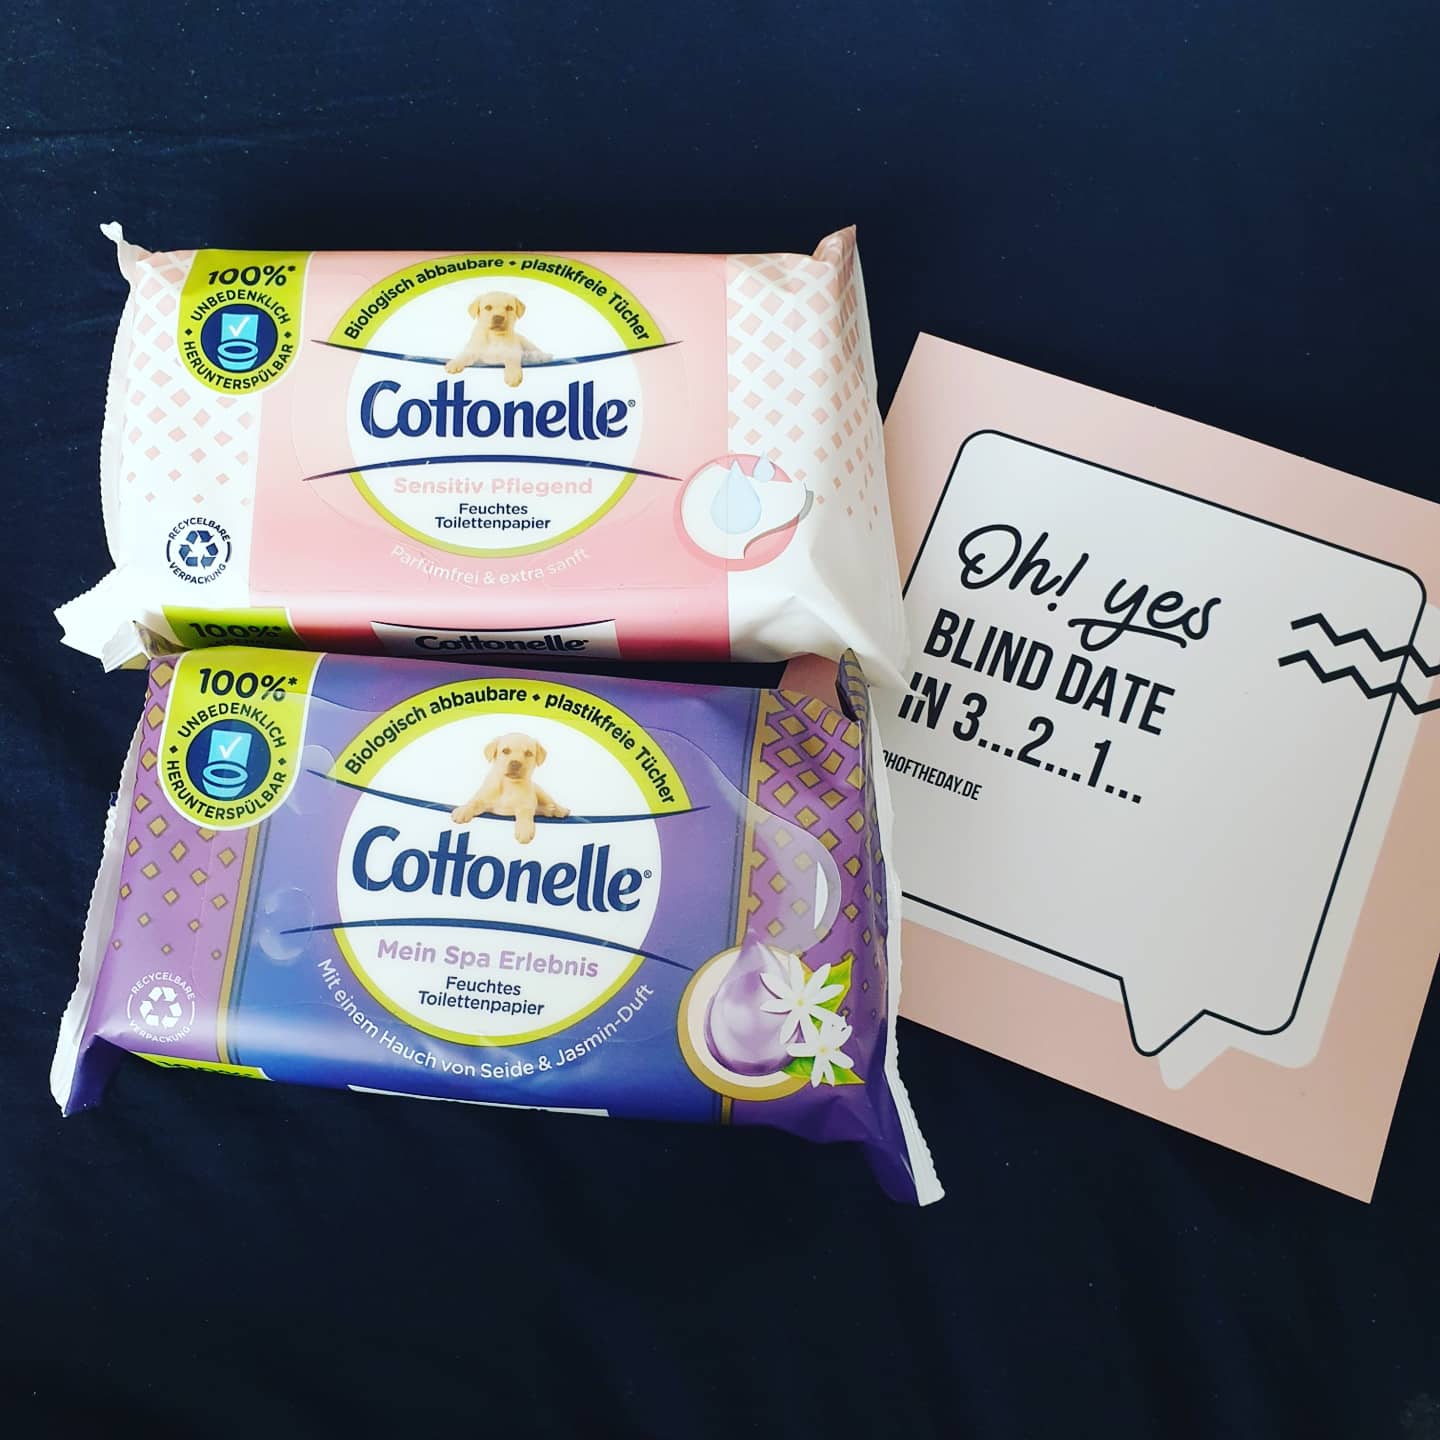 100%*
UNBEDENKLICH
HERUNTERSPÜLBAR
Biologisch abbaubare • plastikfreie Tücher
Cottonelle®
Sensitiv Pflegend
Feuchtes
Toilettenpapier
Parfümfrei & extra sanft
RECYCELBARE
VERPACKUNG
100%*
Cottonelle®
100%*
UNBEDENKLICH
HERUNTERSPÜLBAR
Biologisch abbaubare • plastikfreie Tücher
Cottonelle®
Mein Spa Erlebnis
Feuchtes
Toilettenpapier
Mit einem Hauch von Seide & Jasmin-Duft
RECYCELBARE
VERPACKUNG
Oh! yes
BLIND DATE
IN 3...2...1...
OHOFTHEDAY.DE